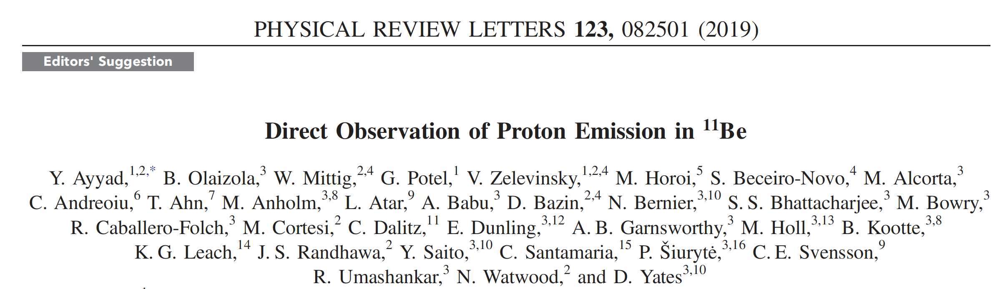 PHYSICAL REVIEW LETTERS 123, 082501 (2019)
Editors' Suggestion
Direct Observation of Proton Emission in ¹¹Be
Y. Ayyad,¹,²,* B. Olaizola,³ W. Mittig,²,⁴ G. Potel,¹ V. Zelevinsky,¹,²,⁴ M. Horoi,⁵ S. Beceiro-Novo,⁴ M. Alcorta,³
C. Andreoiu,⁶ T. Ahn,⁷ M. Anholm,³,⁸ L. Atar,⁹ A. Babu,³ D. Bazin,²,⁴ N. Bernier,³,¹⁰ S. S. Bhattacharjee,³ M. Bowry,³
R. Caballero-Folch,³ M. Cortesi,² C. Dalitz,¹¹ E. Dunling,³,¹² A. B. Garnsworthy,³ M. Holl,³,¹³ B. Kootte,³,⁸
K. G. Leach,¹⁴ J. S. Randhawa,² Y. Saito,³,¹⁰ C. Santamaria,¹⁵ P. Šiurytė,³,¹⁶ C. E. Svensson,⁹
R. Umashankar,³ N. Watwood,² and D. Yates³,¹⁰